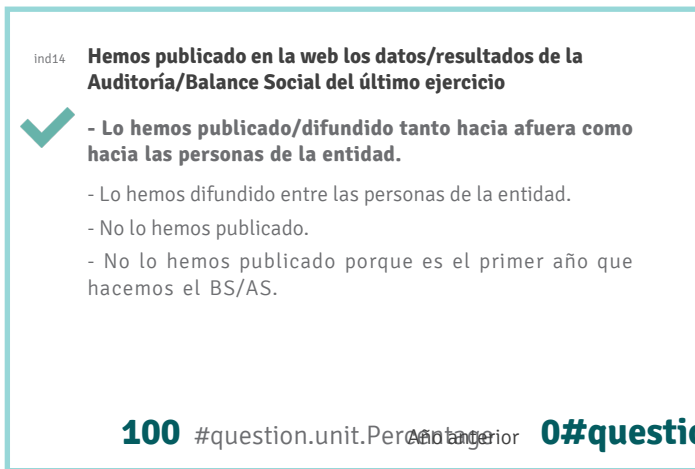 ind14 Hemos publicado en la web los datos/resultados de la
Auditoría/Balance Social del último ejercicio
- Lo hemos publicado/difundido tanto hacia afuera como
hacia las personas de la entidad.
- Lo hemos difundido entre las personas de la entidad.
- No lo hemos publicado.
- No lo hemos publicado porque es el primer año que
hacemos el BS/AS.
100 #question.unit.Percentage Año anterior 0#questio